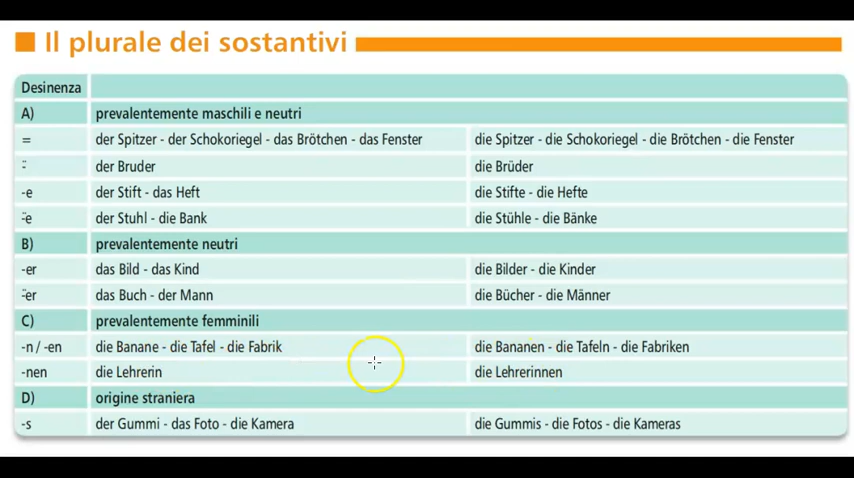 Il plurale dei sostantivi
Desinenza
A) prevalentemente maschili e neutri
= der Spitzer - der Schokoriegel - das Brötchen - das Fenster die Spitzer - die Schokoriegel - die Brötchen - die Fenster
-̈ der Bruder die Brüder
-e der Stift - das Heft die Stifte - die Hefte
-̈e der Stuhl - die Bank die Stühle - die Bänke
B) prevalentemente neutri
-er das Bild - das Kind die Bilder - die Kinder
-̈er das Buch - der Mann die Bücher - die Männer
C) prevalentemente femminili
-n / -en die Banane - die Tafel - die Fabrik die Bananen - die Tafeln - die Fabriken
-nen die Lehrerin die Lehrerinnen
D) origine straniera
-s der Gummi - das Foto - die Kamera die Gummis - die Fotos - die Kameras